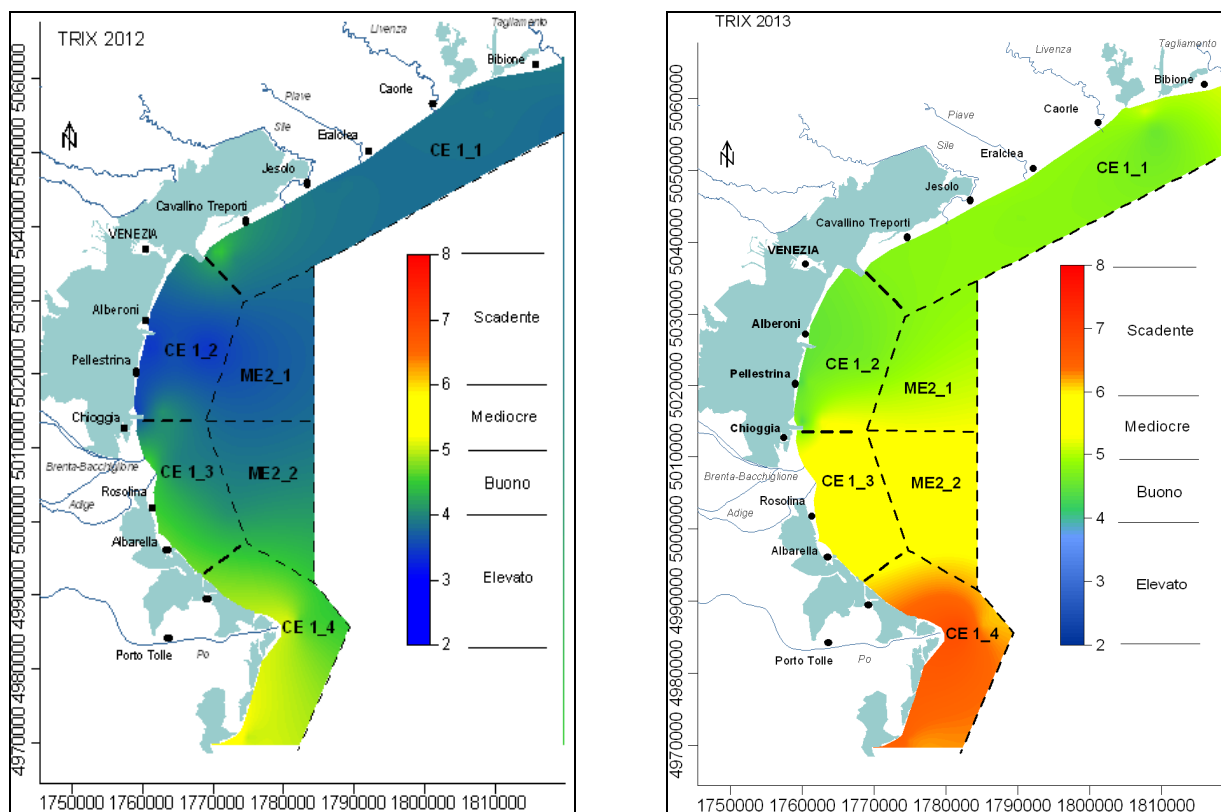 TRIX 2012
Tagliamento
Livenza
Bibione
Caorle
Piave
Eralclea
Sile
CE 1_1
Jesolo
Cavallino Treporti
VENEZIA
N
8
7
6
5
4
3
2
Scadente
Mediocre
Buono
Elevato
Alberoni
CE 1_2
Pellestrina
ME2_1
Chioggia
CE 1_3
ME2_2
Brenta-Bacchiglione
Rosolina
Adige
Albarella
CE 1_4
Porto Tolle
Po
5060000
5050000
5040000
5030000
5020000
5010000
5000000
4990000
4980000
4970000
1750000 1760000 1770000 1780000 1790000 1800000 1810000
TRIX 2013
Tagliamento
Livenza
Bibione
Caorle
Piave
Eralclea
Sile
CE 1_1
Jesolo
Cavallino Treporti
VENEZIA
N
8
7
6
5
4
3
2
Scadente
Mediocre
Buono
Elevato
Alberoni
CE 1_2
Pellestrina
ME2_1
Chioggia
CE 1_3
ME2_2
Brenta-Bacchiglione
Rosolina
Adige
Albarella
CE 1_4
Porto Tolle
Po
5060000
5050000
5040000
5030000
5020000
5010000
5000000
4990000
4980000
4970000
1750000 1760000 1770000 1780000 1790000 1800000 1810000